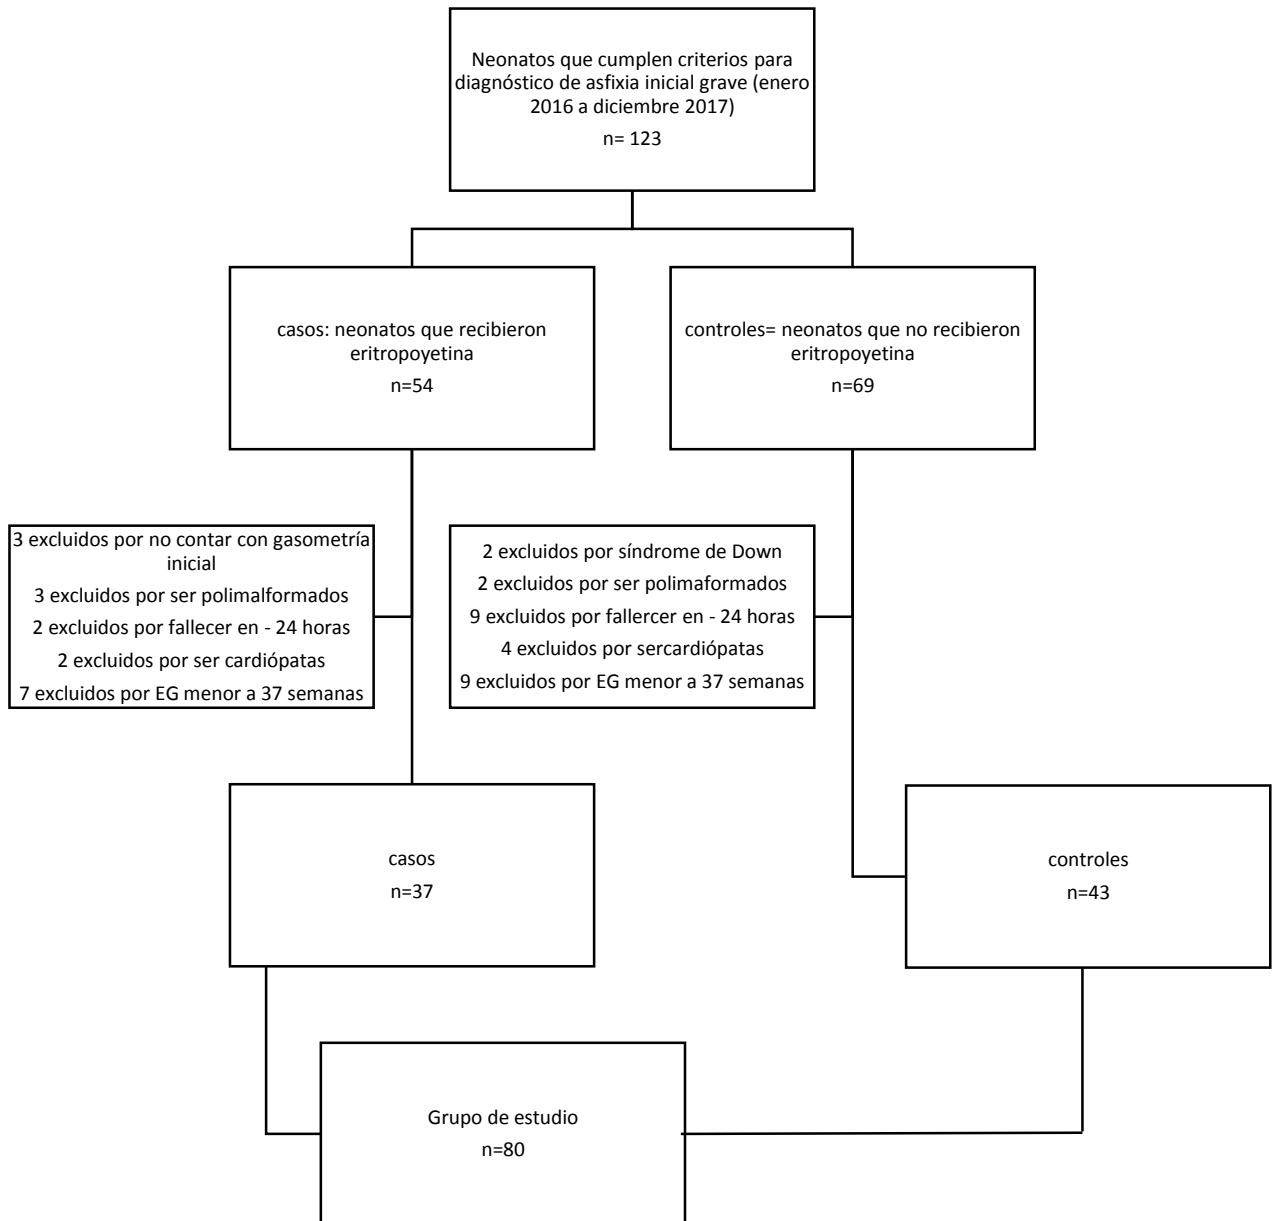 Neonatos que cumplen criterios para
diagnóstico de asfixia inicial grave (enero
2016 a diciembre 2017)
n= 123
casos: neonatos que recibieron
eritropoyetina
n=54
controles= neonatos que no recibieron
eritropoyetina
n=69
3 excluidos por no contar con gasometría
inicial
3 excluidos por ser polimalformados
2 excluidos por fallecer en - 24 horas
2 excluidos por ser cardiópatas
7 excluidos por EG menor a 37 semanas
2 excluidos por síndrome de Down
2 excluidos por ser polimaformados
9 excluidos por fallercer en - 24 horas
4 excluidos por sercardiópatas
9 excluidos por EG menor a 37 semanas
casos
n=37
controles
n=43
Grupo de estudio
n=80